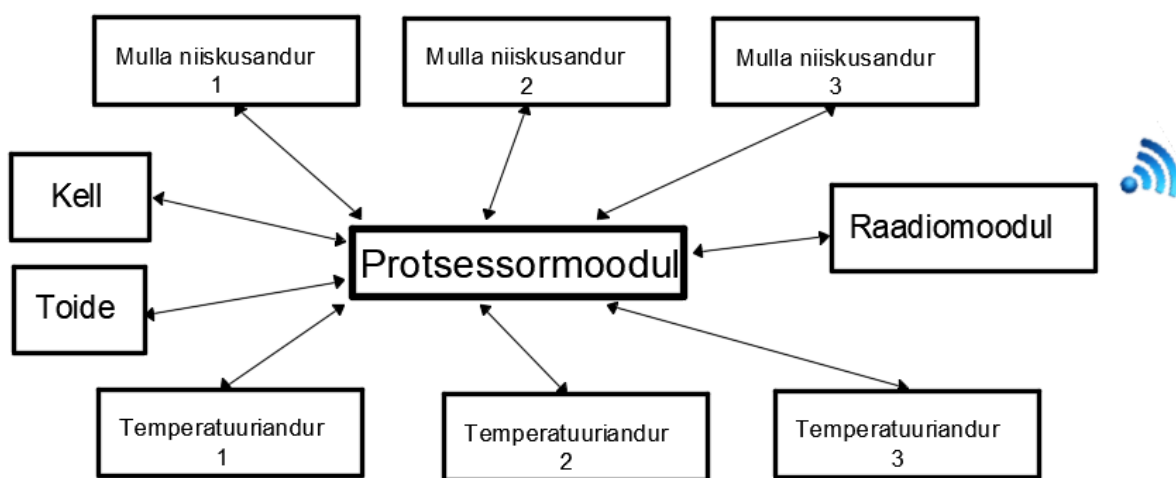 Mulla niiskusandur
1
Mulla niiskusandur
2
Mulla niiskusandur
3
Kell
Raadiomoodul
Protsessormoodul
Toide
Temperatuuriandur
1
Temperatuuriandur
2
Temperatuuriandur
3